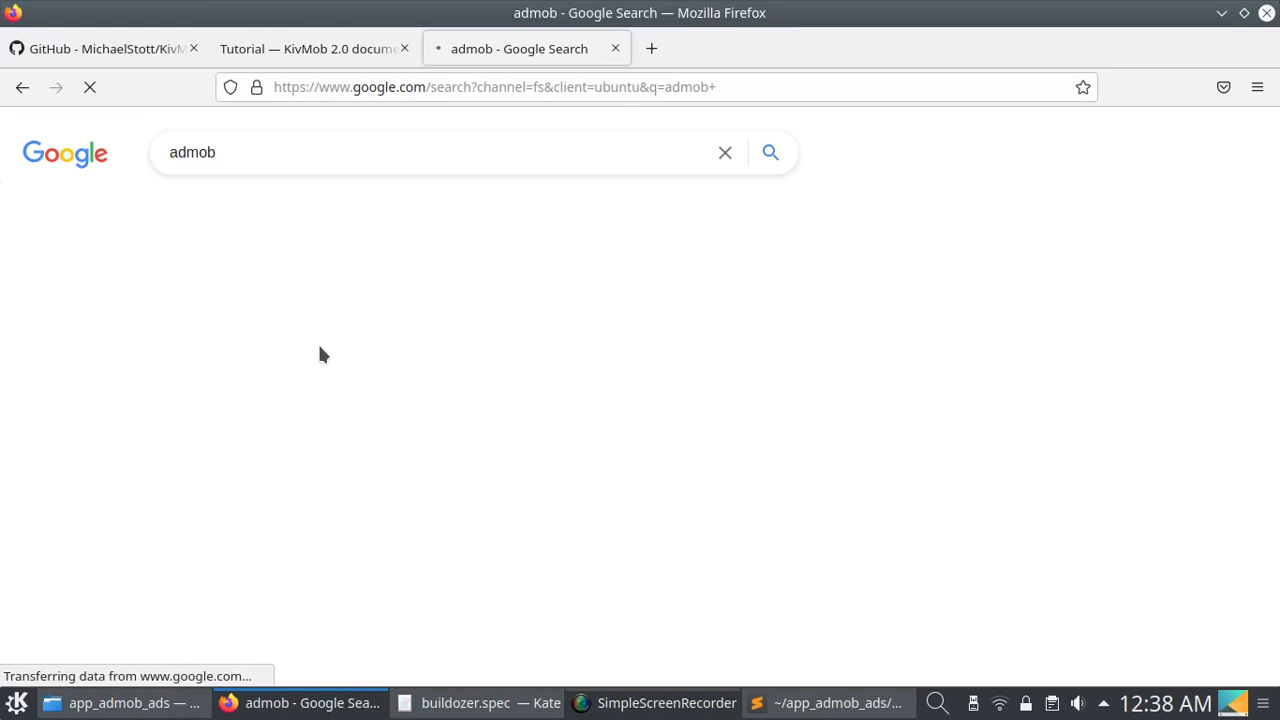 admob - Google Search — Mozilla Firefox
GitHub - MichaelStott/KivM
Tutorial — KivMob 2.0 docume
admob - Google Search
https://www.google.com/search?channel=fs&client=ubuntu&q=admob+
Google
admob
Transferring data from www.google.com...
app_admob_ads — ...
admob - Google Sea...
buildozer.spec — Kate
SimpleScreenRecorder
~/app_admob_ads/...
12:38 AM